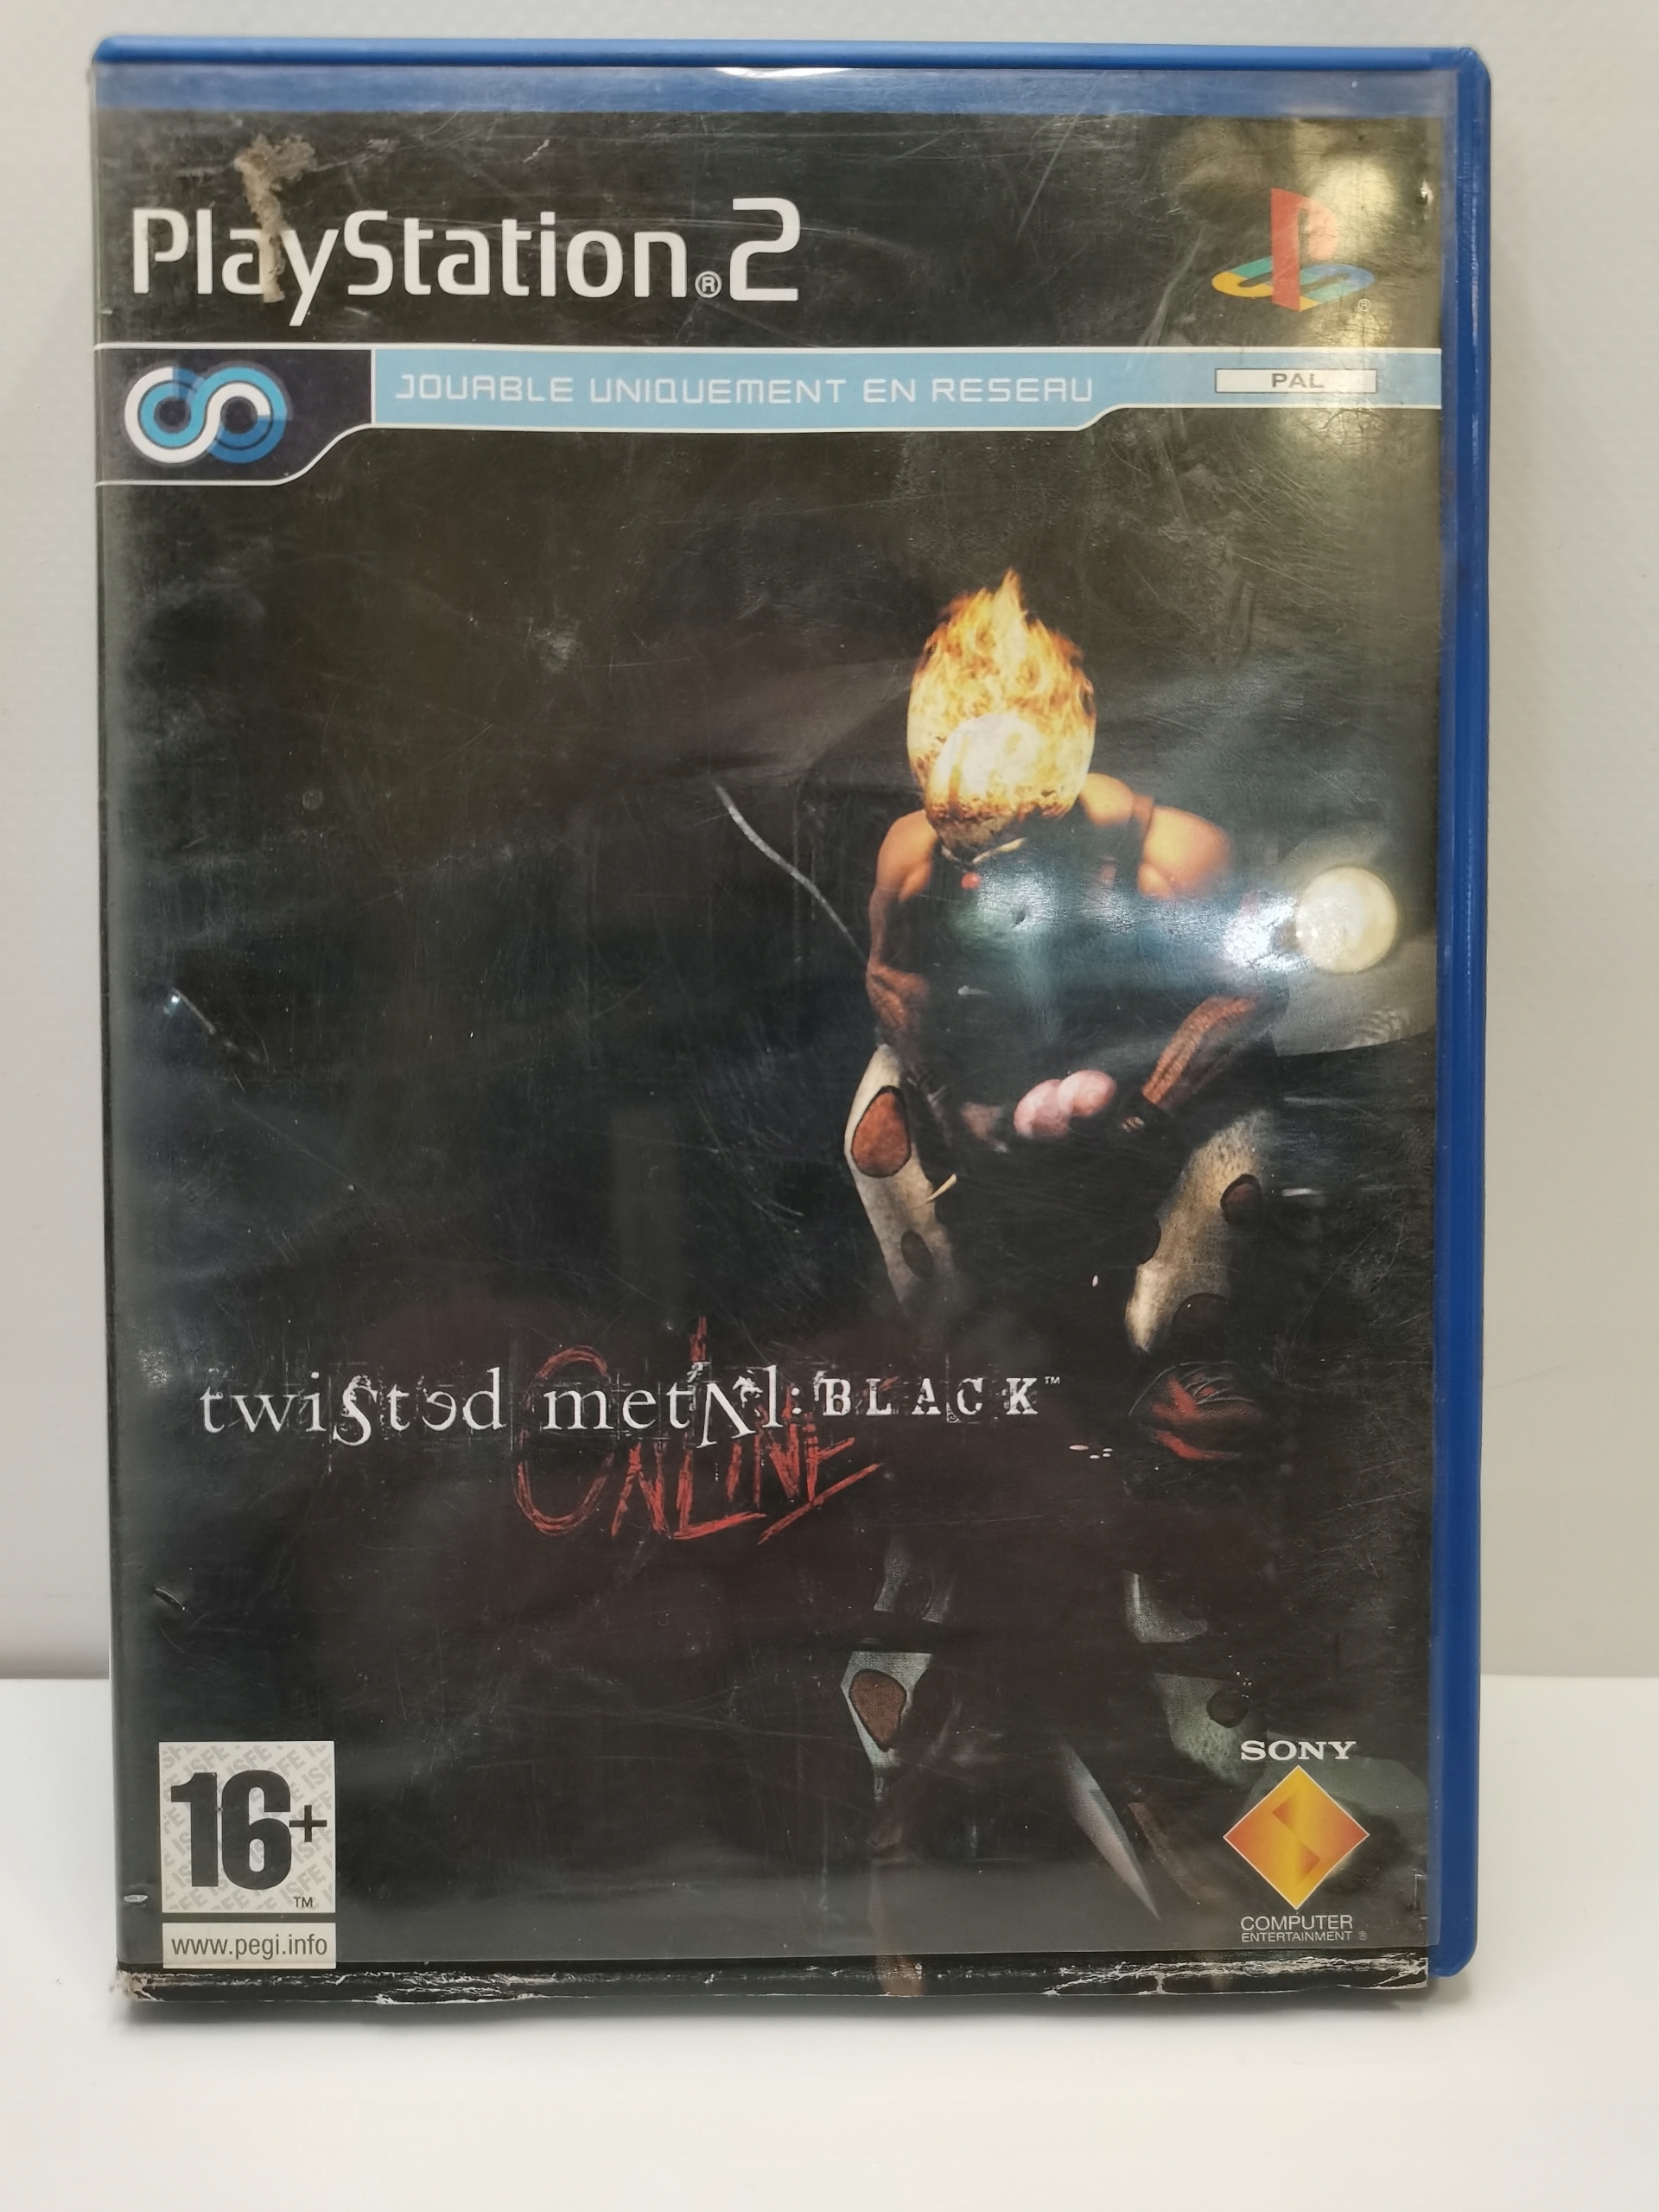 PlayStation®2
JOUABLE UNIQUEMENT EN RESEAU
PAL
twisted metal: BLACK™
ONLINE
16+
TM
www.pegi.info
SONY
COMPUTER
ENTERTAINMENT ®